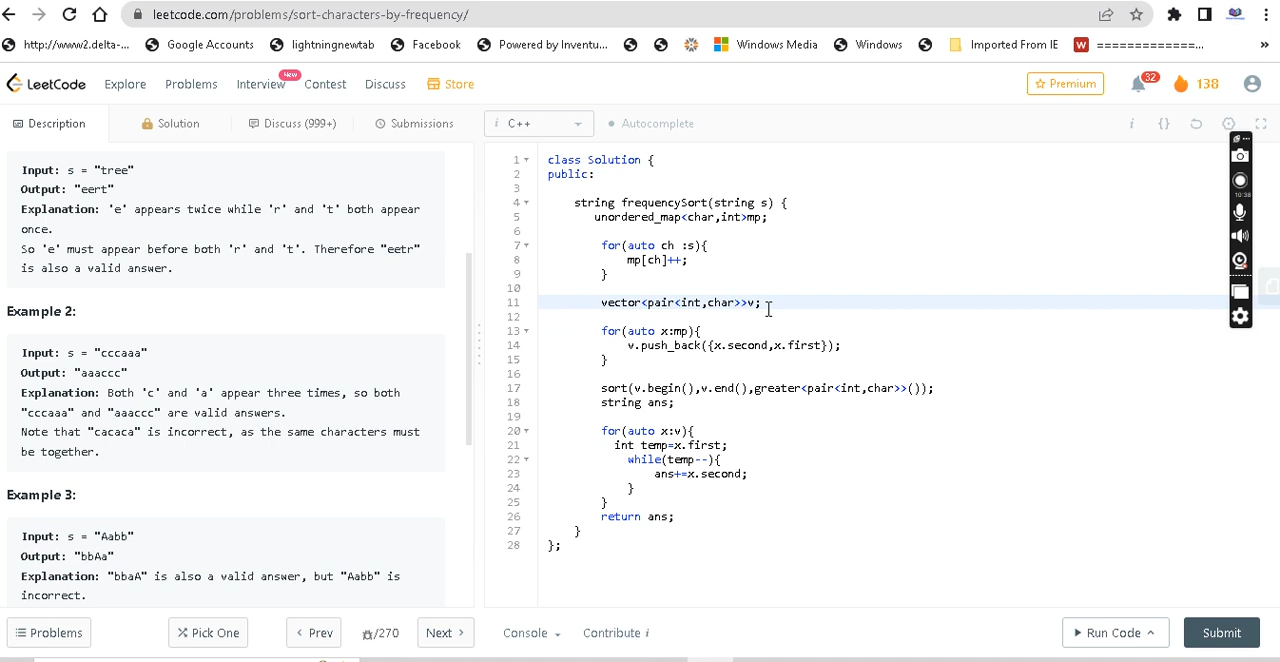 leetcode.com/problems/sort-characters-by-frequency/
http://www2.delta-... Google Accounts lightningnewtab Facebook Powered by Inventu... Windows Media Windows Imported From IE W =============... »
LeetCode Explore Problems Interview New Contest Discuss Store Premium 32 138
Description Solution Discuss (999+) Submissions i C++ Autocomplete i {}
Input: s = "tree"
Output: "eert"
Explanation: 'e' appears twice while 'r' and 't' both appear
once.
So 'e' must appear before both 'r' and 't'. Therefore "eetr"
is also a valid answer.
Example 2:
Input: s = "cccaaa"
Output: "aaaccc"
Explanation: Both 'c' and 'a' appear three times, so both
"cccaaa" and "aaaccc" are valid answers.
Note that "cacaca" is incorrect, as the same characters must
be together.
Example 3:
Input: s = "Aabb"
Output: "bbAa"
Explanation: "bbaA" is also a valid answer, but "Aabb" is
incorrect.
1 class Solution {
2 public:
3
4 string frequencySort(string s) {
5 unordered_map<char,int>mp;
6
7 for(auto ch :s){
8 mp[ch]++;
9 }
10
11 vector<pair<int,char>>v;
12
13 for(auto x:mp){
14 v.push_back({x.second,x.first});
15 }
16
17 sort(v.begin(),v.end(),greater<pair<int,char>>());
18 string ans;
19
20 for(auto x:v){
21 int temp=x.first;
22 while(temp--){
23 ans+=x.second;
24 }
25 }
26 return ans;
27 }
28 };
10:38
Problems Pick One < Prev /270 Next > Console Contribute i Run Code Submit